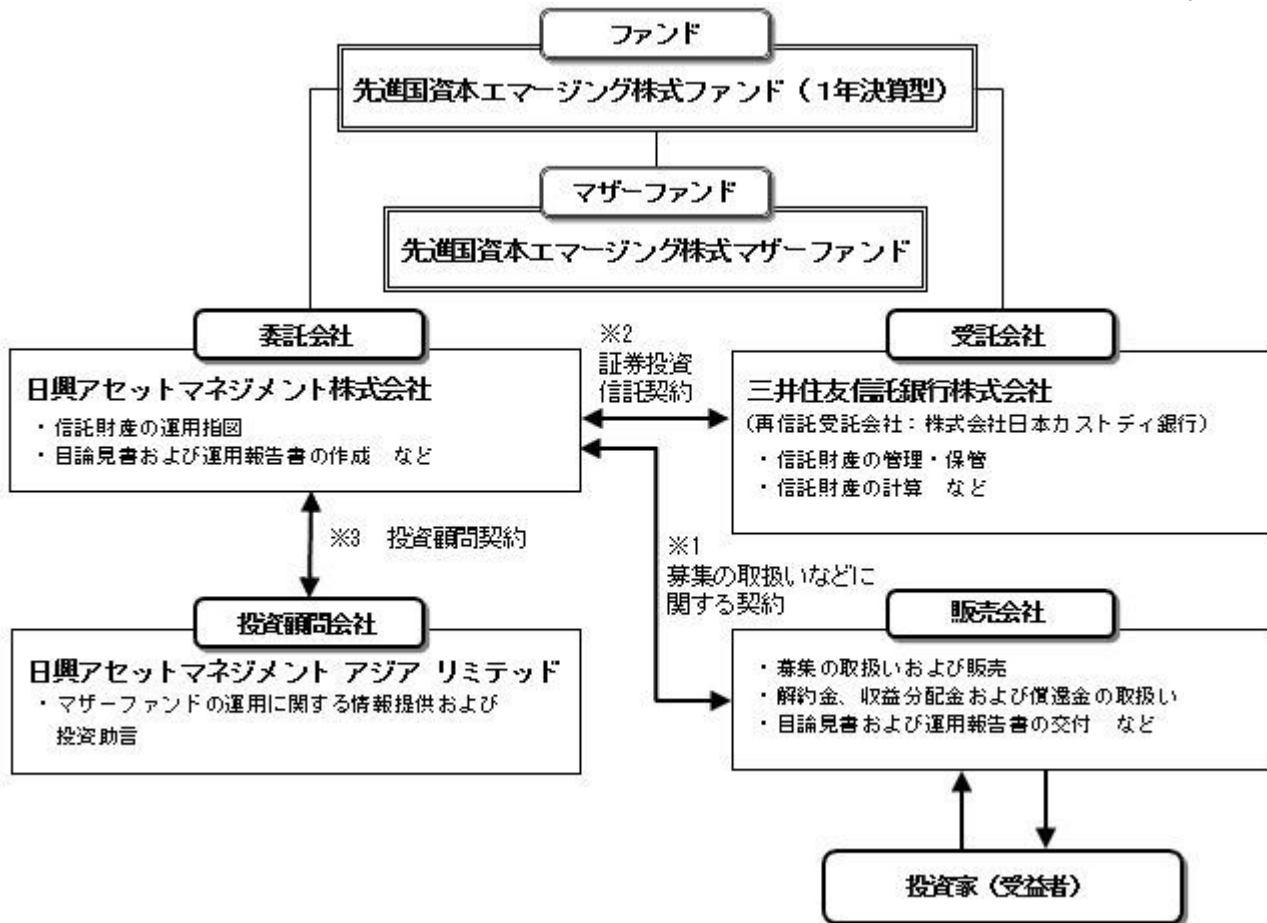 ファンド
先進国資本エマージング株式ファンド（１年決算型）
マザーファンド
先進国資本エマージング株式マザーファンド
委託会社
日興アセットマネジメント株式会社
・信託財産の運用指図
・目論見書および運用報告書の作成　など
※2
証券投資
信託契約
受託会社
三井住友信託銀行株式会社
（再信託受託会社：株式会社日本カストディ銀行）
・信託財産の管理・保管
・信託財産の計算　など
※3　投資顧問契約
※1
募集の取扱いなどに
関する契約
投資顧問会社
日興アセットマネジメント アジア リミテッド
・マザーファンドの運用に関する情報提供および
投資助言
販売会社
・募集の取扱いおよび販売
・解約金、収益分配金および償還金の取扱い
・目論見書および運用報告書の交付　など
投資家（受益者）